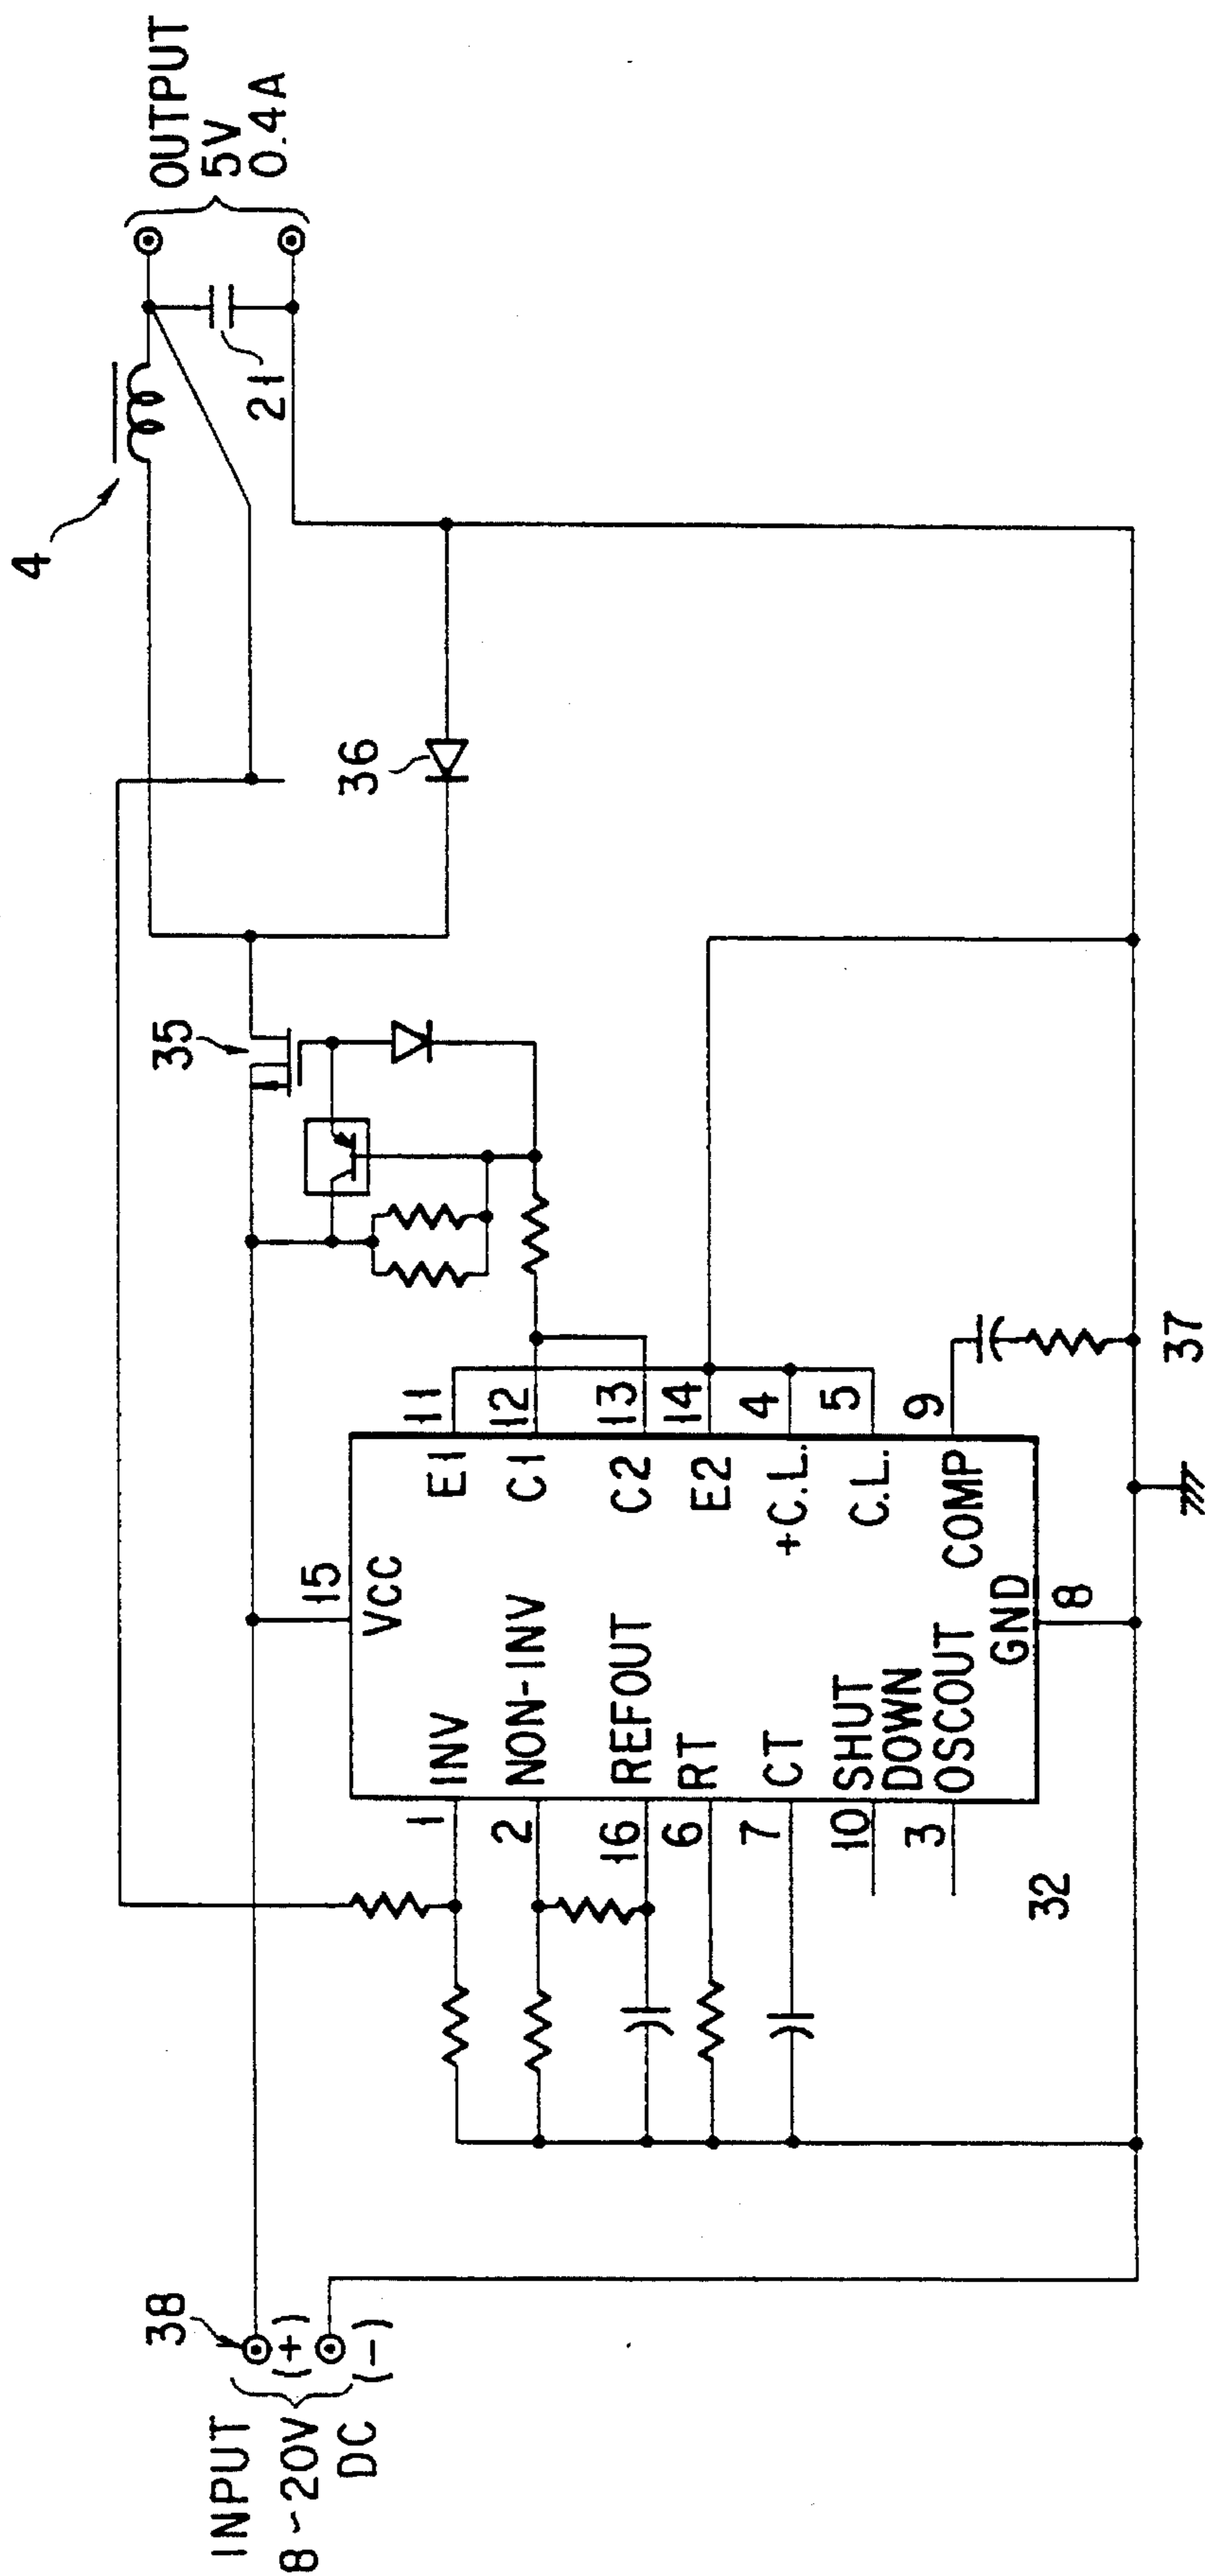 INPUT
8~20V
DC
38
(+)
(-)
OUTPUT
5V
0.4A
4
21
36
35
15
VCC
1
INV
2
NON-INV
16
REFOUT
6
RT
7
CT
10
SHUT
DOWN
3
OSCOUT
GND
8
E1
11
C1
12
C2
13
E2
14
+C.L.
4
C.L.
5
COMP
9
37
32